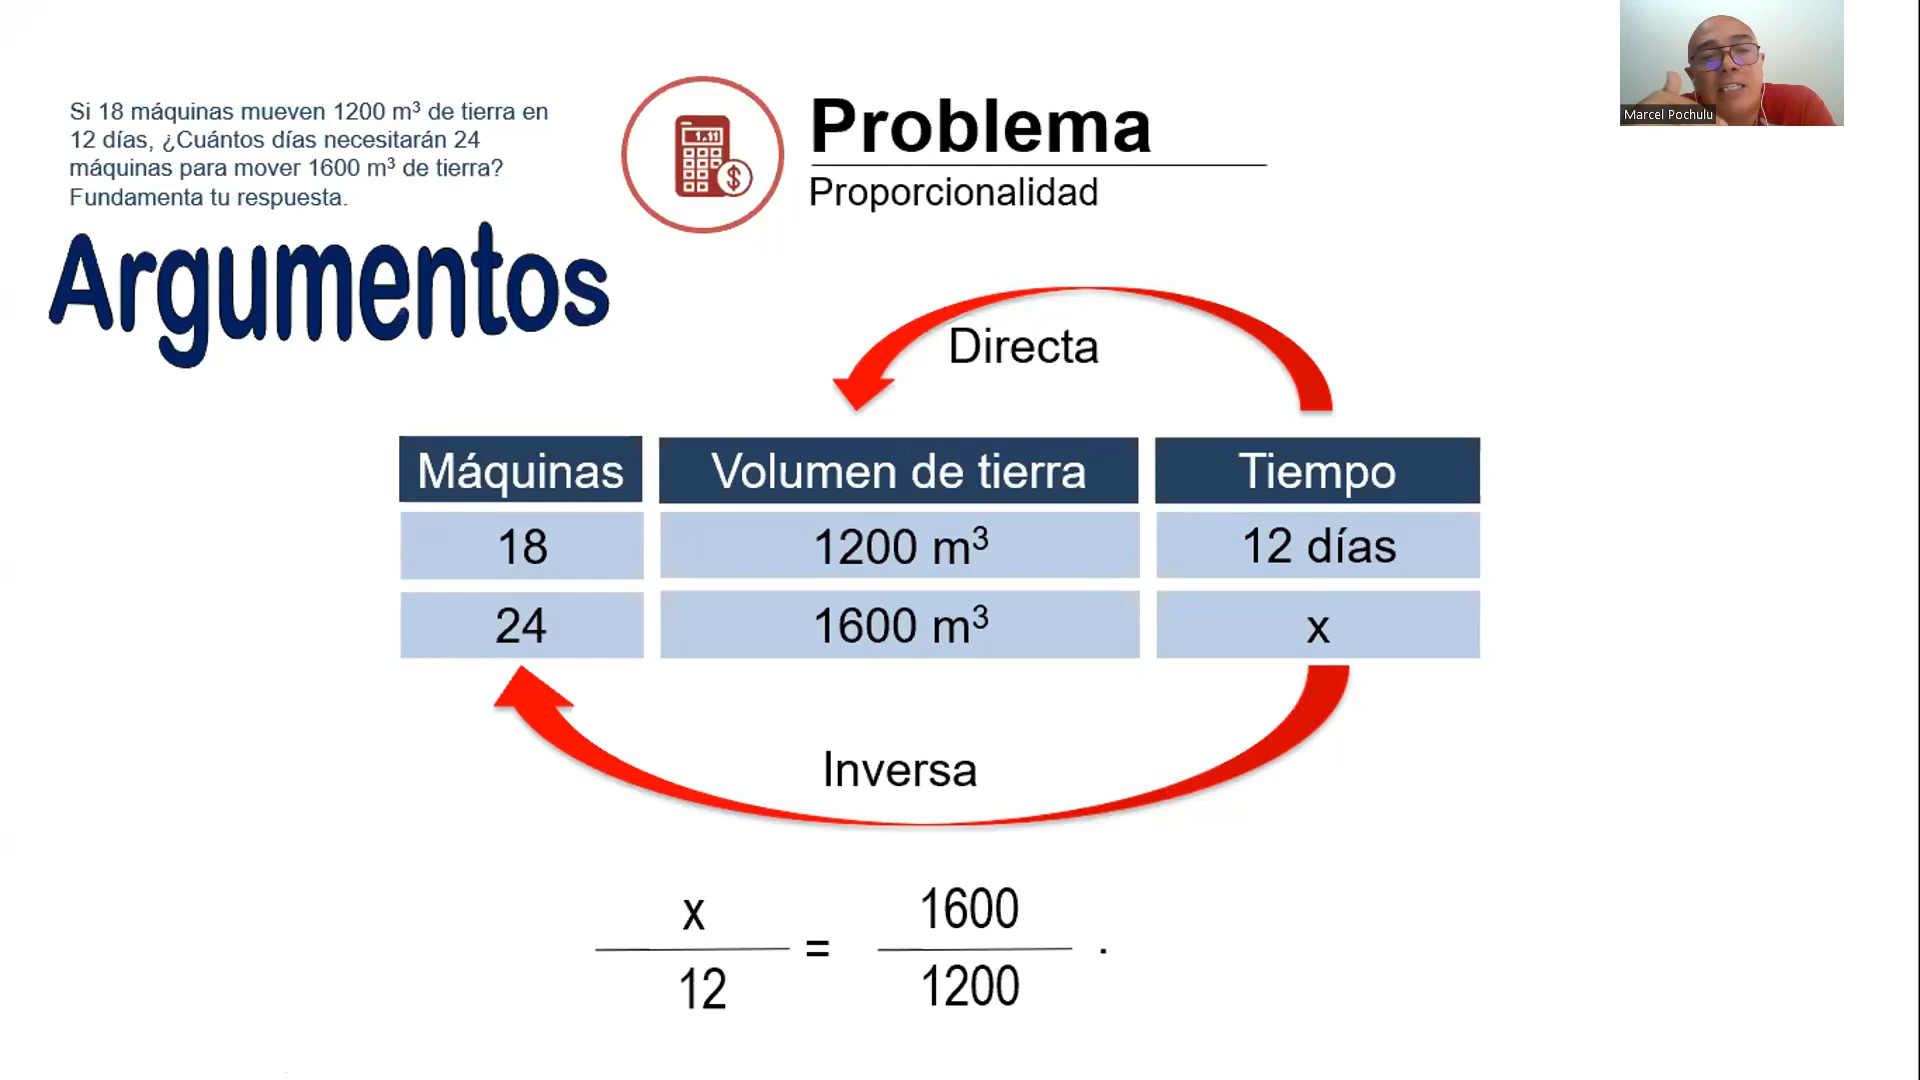 Si 18 máquinas mueven 1200 m³ de tierra en
12 días, ¿Cuántos días necesitarán 24
máquinas para mover 1600 m³ de tierra?
Fundamenta tu respuesta.
Argumentos
1.11
$
Problema
Proporcionalidad
Marcel Pochulu
Directa
Máquinas Volumen de tierra Tiempo
18 1200 m³ 12 días
24 1600 m³ x
Inversa
x/12 = 1600/1200 ·